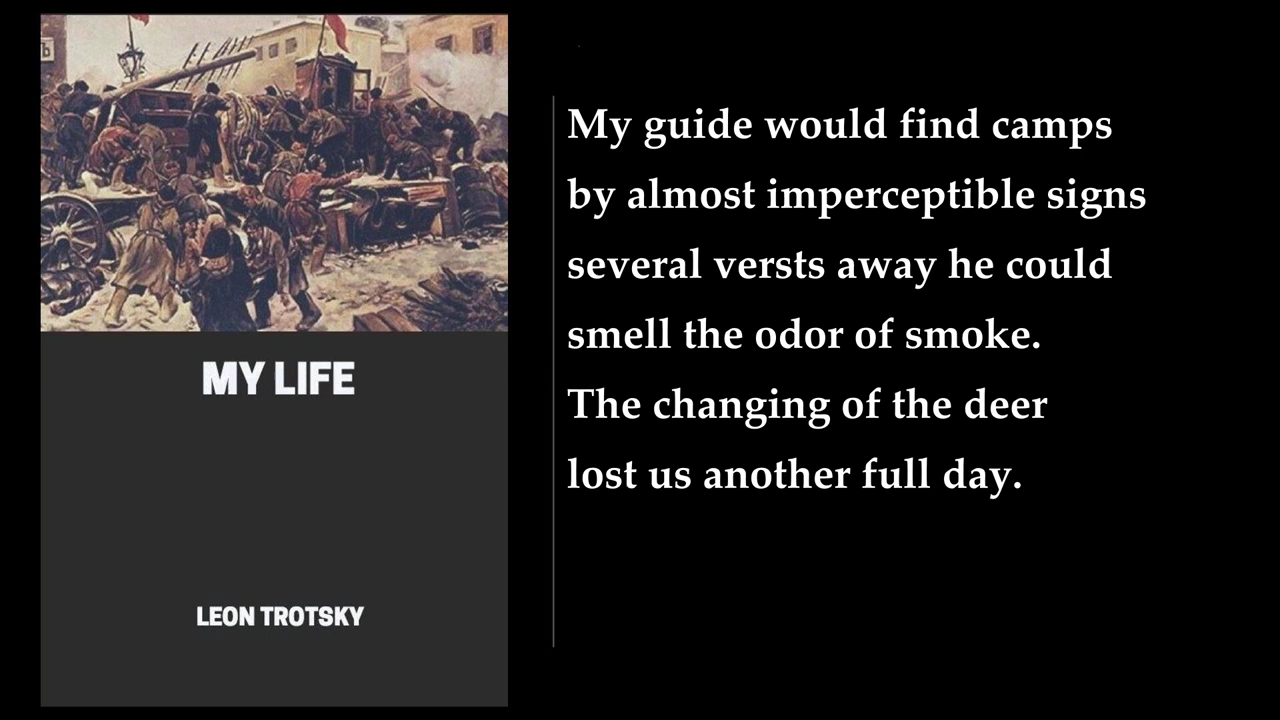 Ъ
MY LIFE
LEON TROTSKY
My guide would find camps
by almost imperceptible signs
several versts away he could
smell the odor of smoke.
The changing of the deer
lost us another full day.